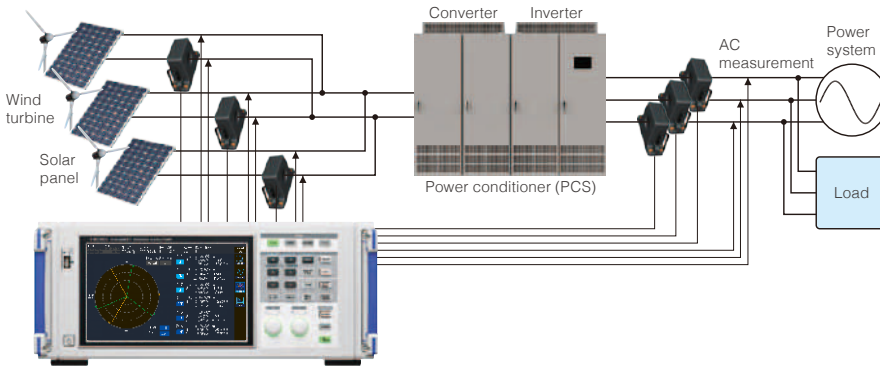 Converter
Inverter
Power
system
AC
measurement
Wind
turbine
Solar
panel
Power conditioner (PCS)
Load